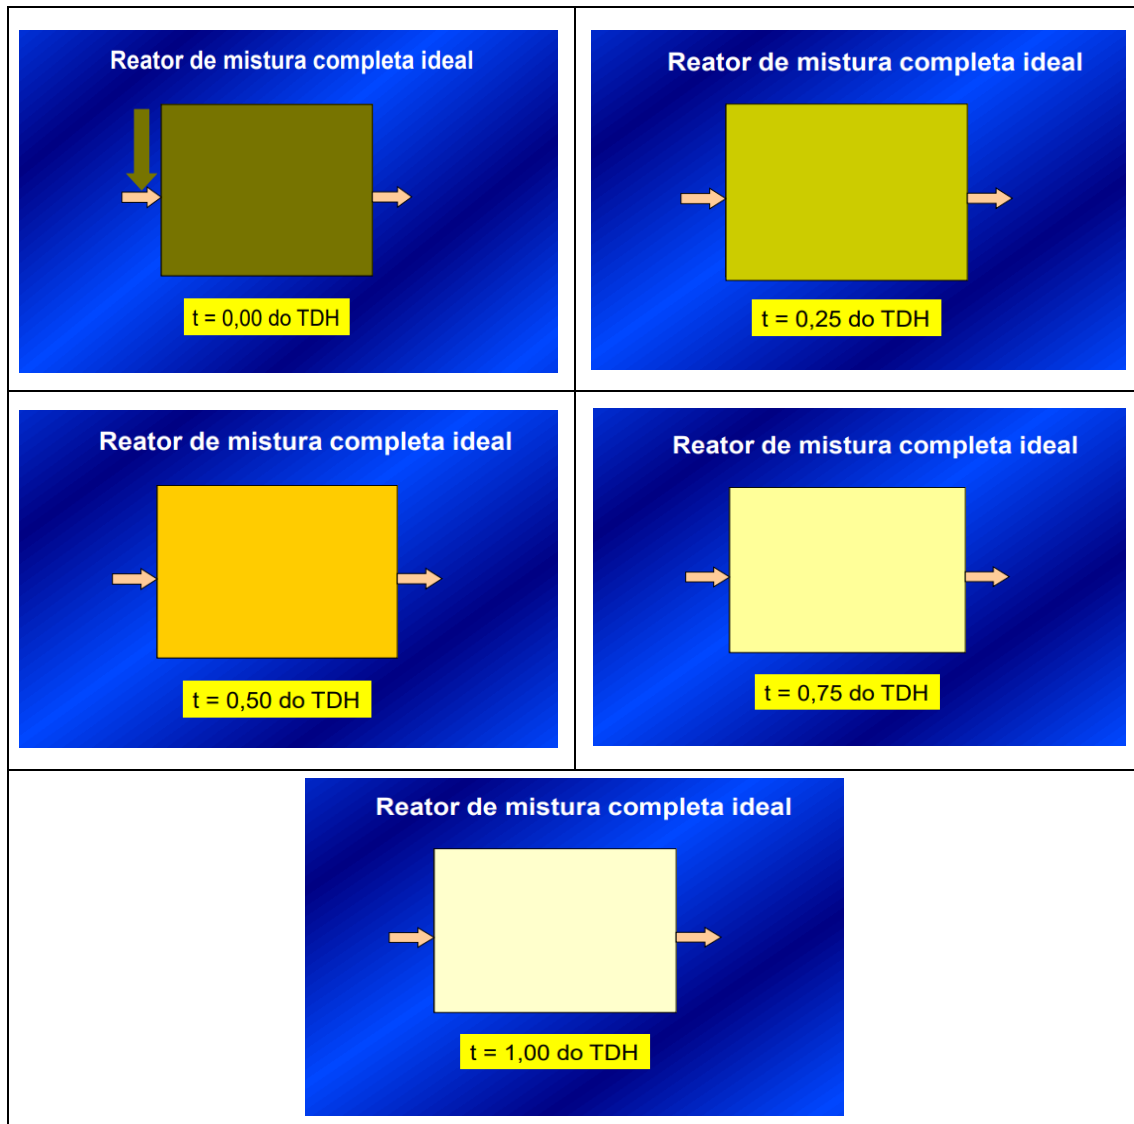 Reator de mistura completa ideal
t = 0,00 do TDH
Reator de mistura completa ideal
t = 0,25 do TDH
Reator de mistura completa ideal
t = 0,50 do TDH
Reator de mistura completa ideal
t = 0,75 do TDH
Reator de mistura completa ideal
t = 1,00 do TDH